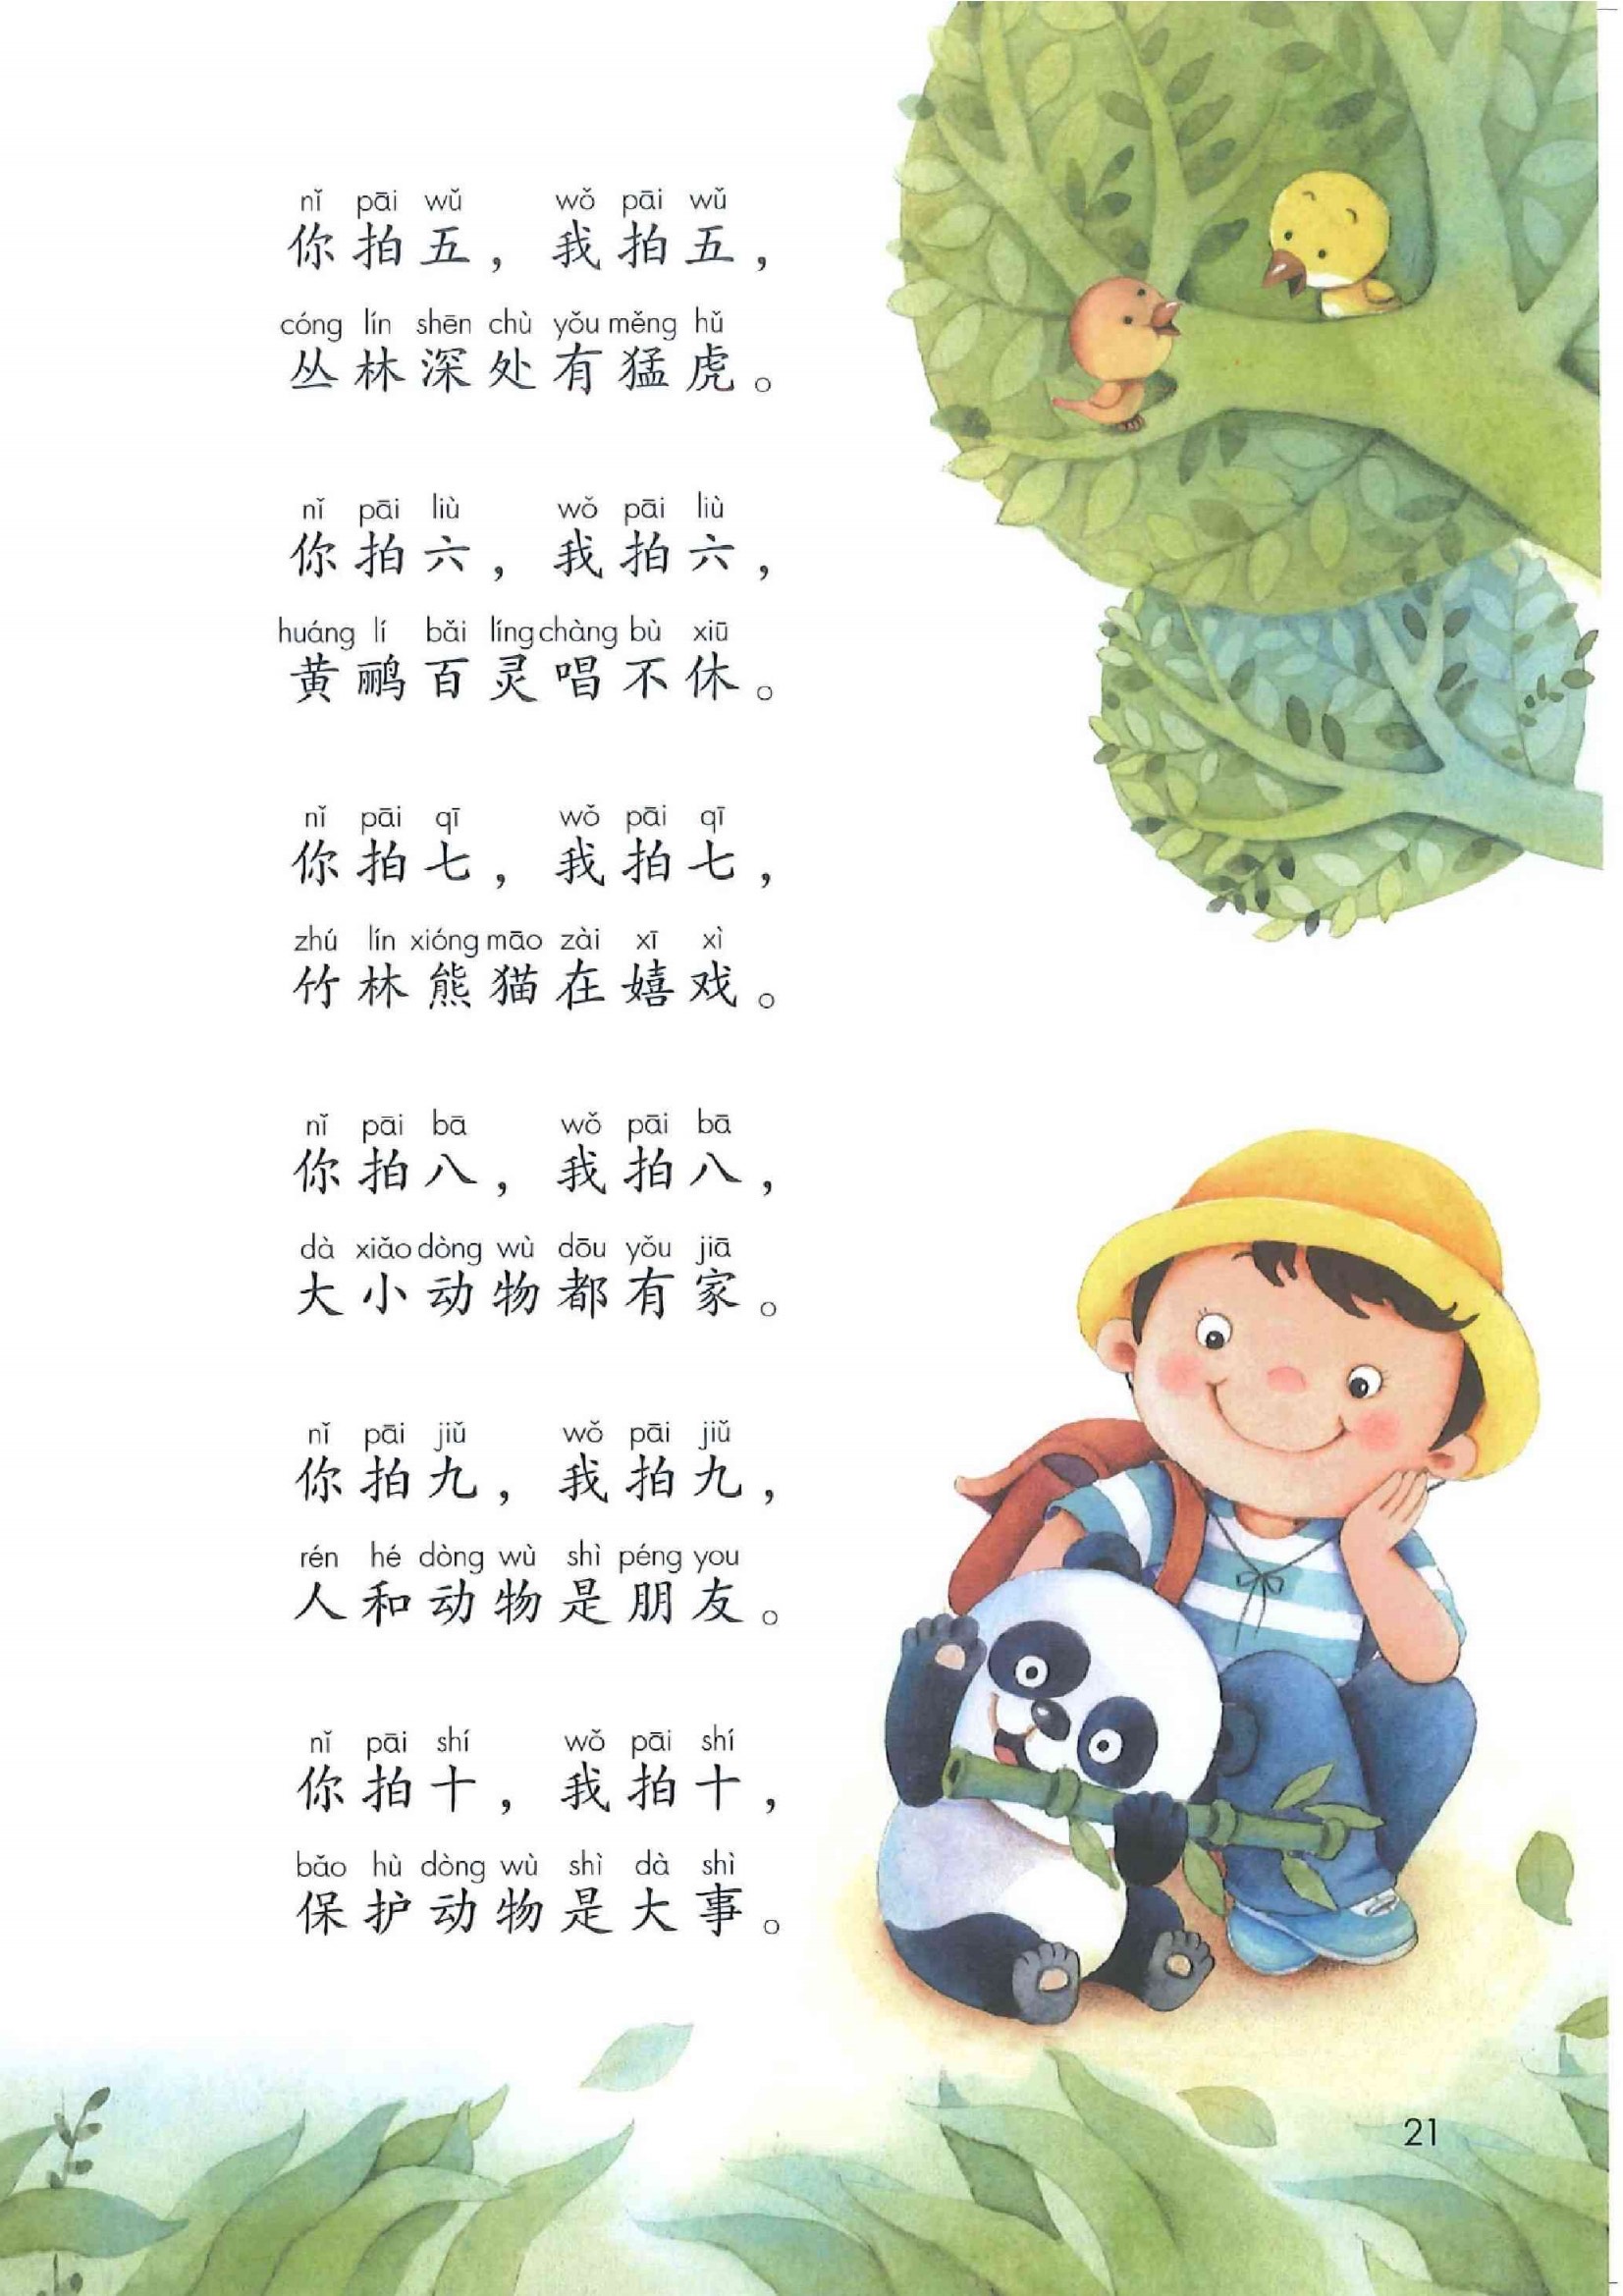 nǐ pāi wǔ wǒ pāi wǔ
你拍五，我拍五，
cóng lín shēn chù yǒu měng hǔ
丛林深处有猛虎。
nǐ pāi liù wǒ pāi liù
你拍六，我拍六，
huáng lí bǎi líng chàng bù xiū
黄鹂百灵唱不休。
nǐ pāi qī wǒ pāi qī
你拍七，我拍七，
zhú lín xióng māo zài xī xì
竹林熊猫在嬉戏。
nǐ pāi bā wǒ pāi bā
你拍八，我拍八，
dà xiǎo dòng wù dōu yǒu jiā
大小动物都有家。
nǐ pāi jiǔ wǒ pāi jiǔ
你拍九，我拍九，
rén hé dòng wù shì péng you
人和动物是朋友。
nǐ pāi shí wǒ pāi shí
你拍十，我拍十，
bǎo hù dòng wù shì dà shì
保护动物是大事。
21